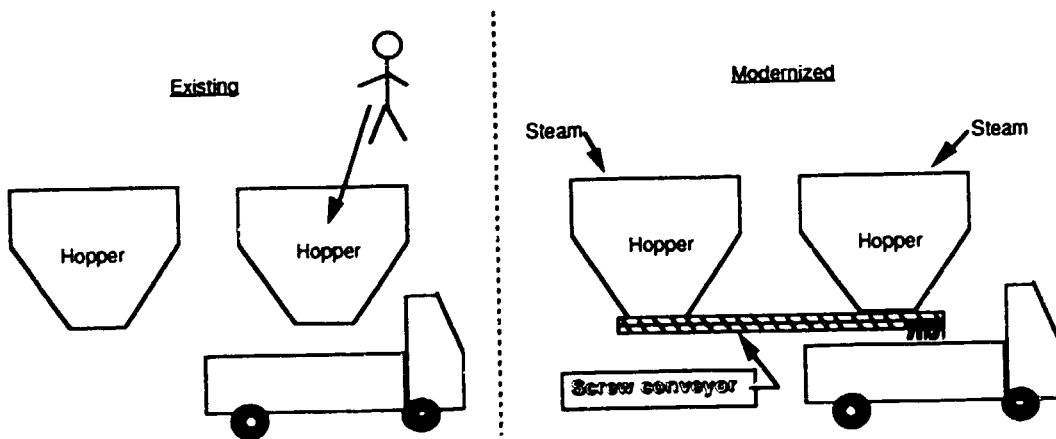 Existing
Hopper
Hopper
Modernized
Steam
Steam
Hopper
Hopper
Screw conveyor